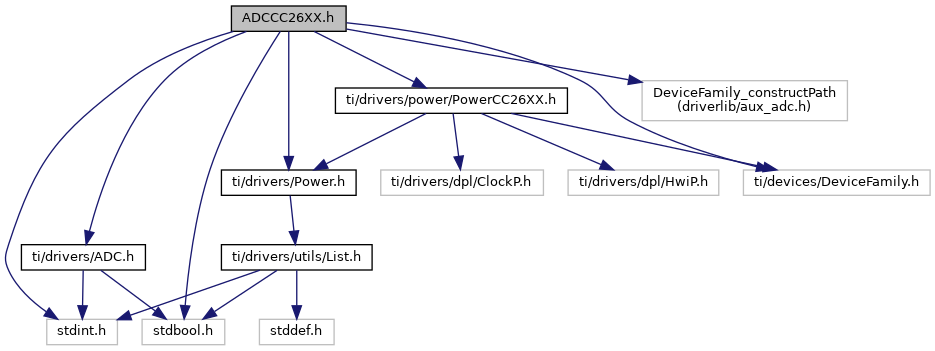 ADCCC26XX.h
DeviceFamily_constructPath
(driverlib/aux_adc.h)
ti/drivers/power/PowerCC26XX.h
ti/drivers/Power.h
ti/drivers/dpl/ClockP.h
ti/drivers/dpl/HwiP.h
ti/devices/DeviceFamily.h
ti/drivers/ADC.h
ti/drivers/utils/List.h
stdint.h
stdbool.h
stddef.h